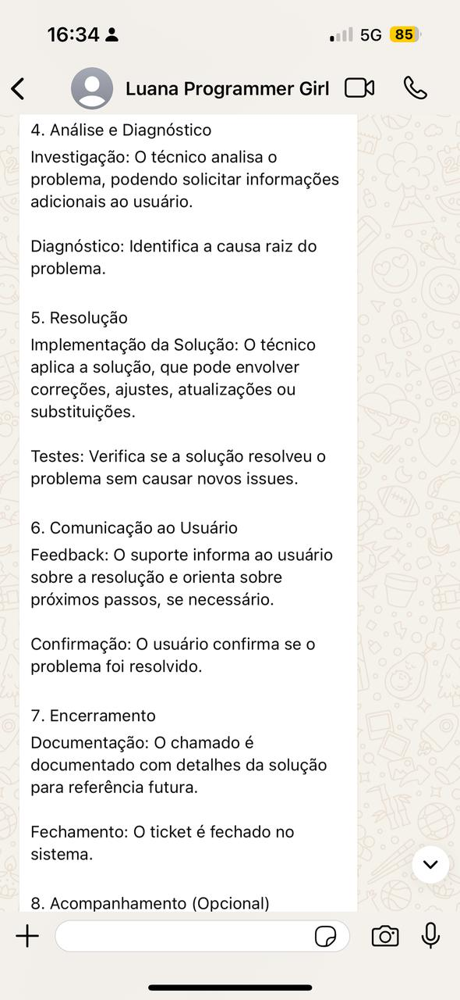 16:34
5G
85
Luana Programmer Girl
4. Análise e Diagnóstico
Investigação: O técnico analisa o
problema, podendo solicitar informações
adicionais ao usuário.
Diagnóstico: Identifica a causa raiz do
problema.
5. Resolução
Implementação da Solução: O técnico
aplica a solução, que pode envolver
correções, ajustes, atualizações ou
substituições.
Testes: Verifica se a solução resolveu o
problema sem causar novos issues.
6. Comunicação ao Usuário
Feedback: O suporte informa ao usuário
sobre a resolução e orienta sobre
próximos passos, se necessário.
Confirmação: O usuário confirma se o
problema foi resolvido.
7. Encerramento
Documentação: O chamado é
documentado com detalhes da solução
para referência futura.
Fechamento: O ticket é fechado no
sistema.
8. Acompanhamento (Opcional)